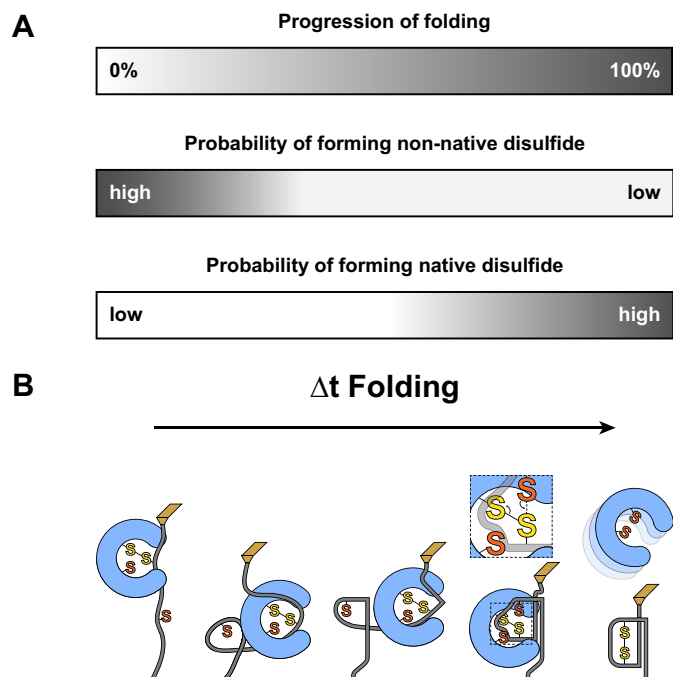 A
Progression of folding
0% 100%
Probability of forming non-native disulfide
high low
Probability of forming native disulfide
low high
B
Δt Folding
S
S S
S S
S
S S
S
S
S S
S
S
S S
S
S
S
S S
S
S
S S
S
S
S